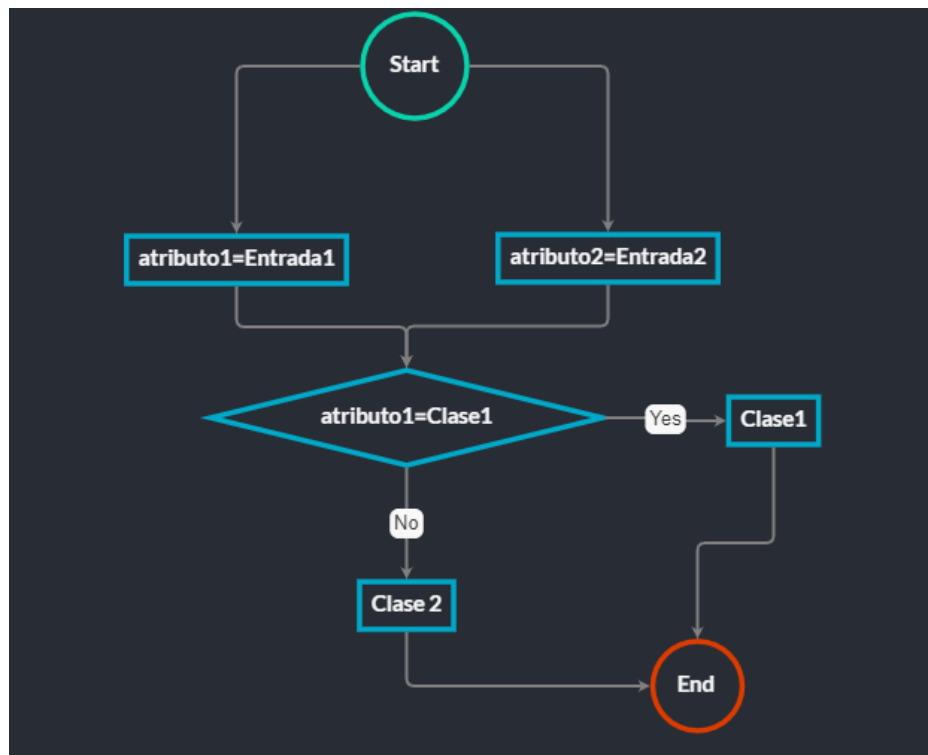 Start
atributo1=Entrada1
atributo2=Entrada2
atributo1=Clase1
Yes
Clase1
No
Clase 2
End